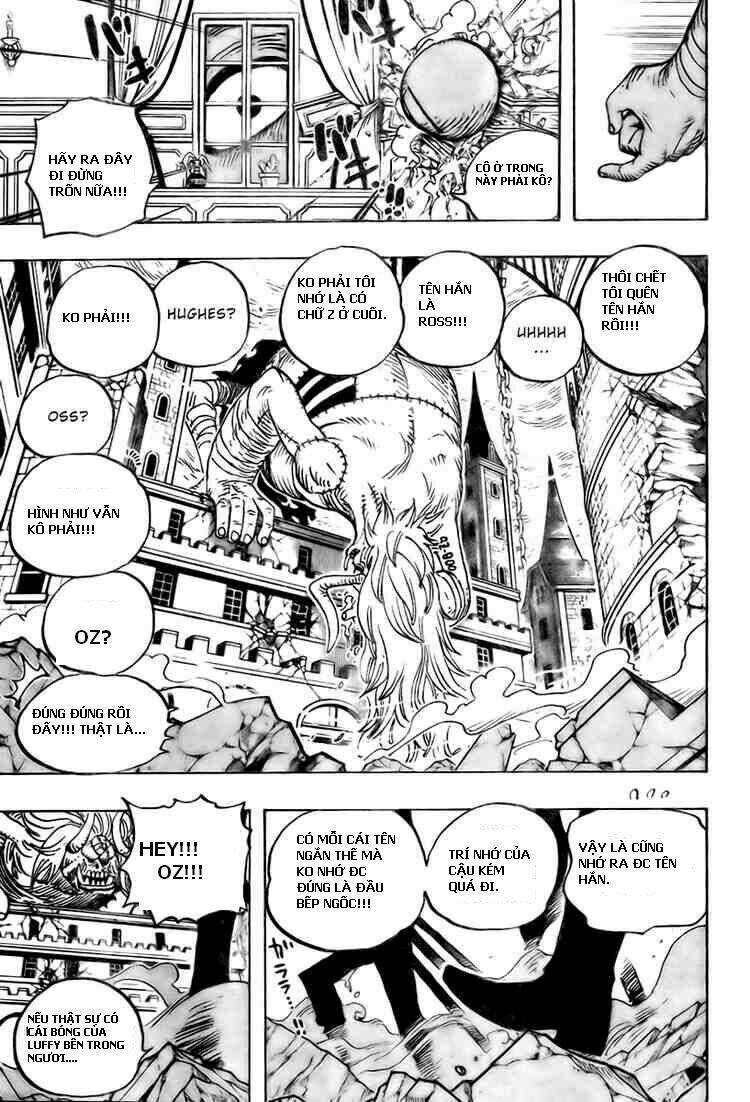 CÔ Ở TRONG
NÀY PHẢI KÔ?
HÃY RA ĐÂY
ĐI ĐỪNG
TRỐN NỮA!!!
ドドドド
THÔI CHẾT
TÔI QUÊN
TÊN HẮN
RỒI!!!
UHHHH
...
TÊN HẮN
LÀ
ROSS!!!
KO PHẢI TÔI
NHỚ LÀ CÓ
CHỮ Z Ở CUỐI.
HUGHES?
KO PHẢI!!!
OSS?
HÌNH NHƯ VẪN
KÔ PHẢI!!!
OZ?
ĐÚNG ĐÚNG RỒI
ĐẤY!!! THẬT LÀ...
VẬY LÀ CŨNG
NHỚ RA ĐC TÊN
HẮN.
TRÍ NHỚ CỦA
CẬU KÉM
QUÁ ĐI.
CÓ MỖI CÁI TÊN
NGẮN THẾ MÀ
KO NHỚ ĐC
ĐÚNG LÀ ĐẦU
BẾP NGỐC!!!
HEY!!!
OZ!!!
NẾU THẬT SỰ CÓ
CÁI BÓNG CỦA
LUFFY BÊN TRONG
NGƯƠI....